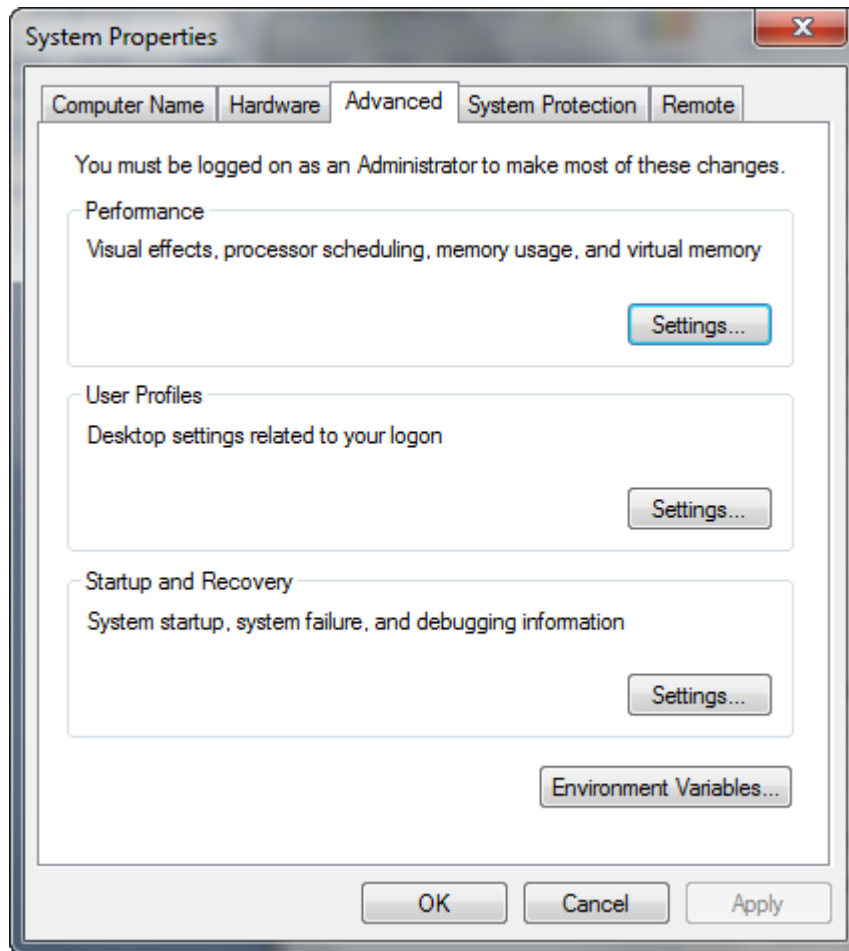 System Properties
Computer Name Hardware Advanced System Protection Remote
You must be logged on as an Administrator to make most of these changes.
Performance
Visual effects, processor scheduling, memory usage, and virtual memory
Settings...
User Profiles
Desktop settings related to your logon
Settings...
Startup and Recovery
System startup, system failure, and debugging information
Settings...
Environment Variables...
OK Cancel Apply